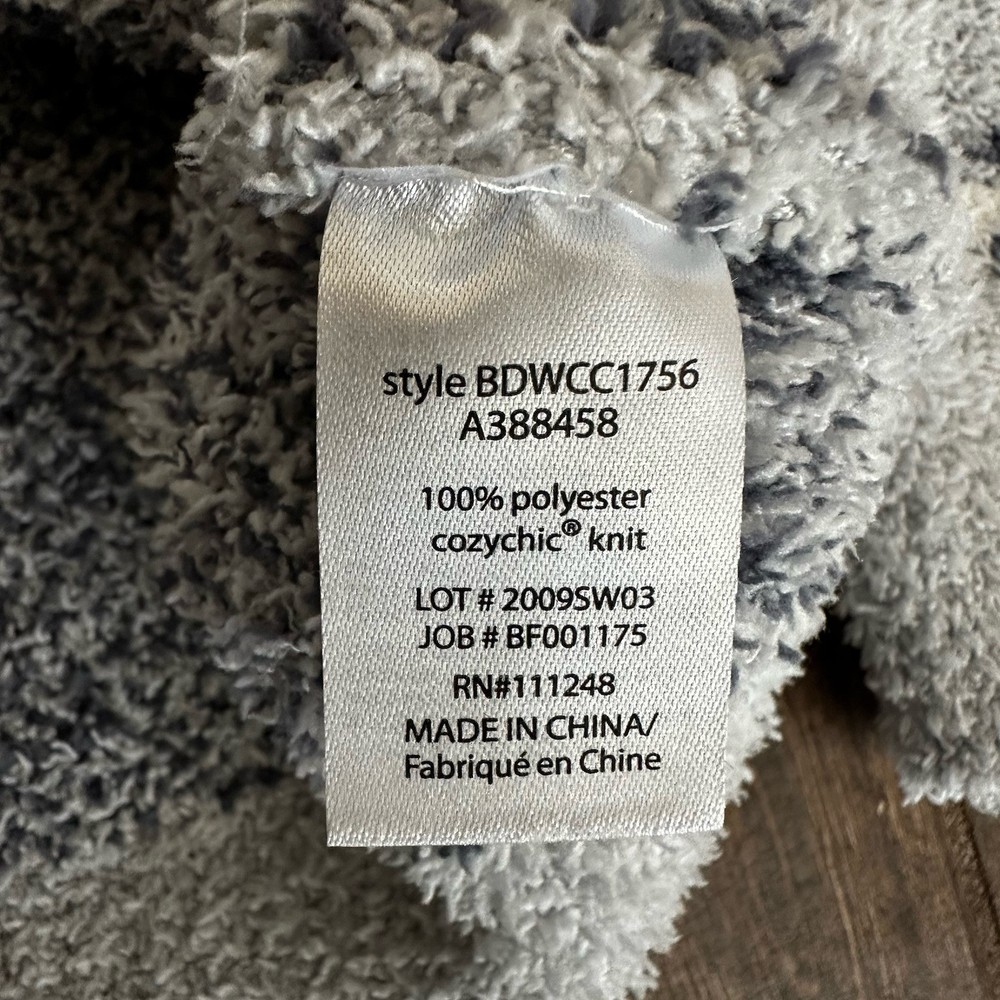 style BDWCC1756
A388458
100% polyester
cozychic® knit
LOT # 2009SW03
JOB # BF001175
RN#111248
MADE IN CHINA/
Fabriqué en Chine